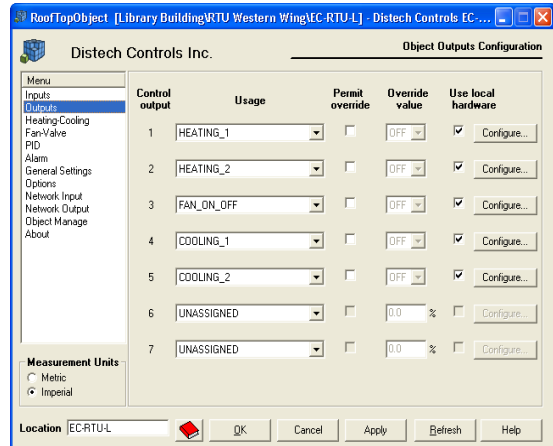 RoofTopObject [Library Building\RTU Western Wing\EC-RTU-L] - Distech Controls EC-...
Distech Controls Inc.
Object Outputs Configuration
Menu
Inputs
Outputs
Heating-Cooling
Fan-Valve
PID
Alarm
General Settings
Options
Network Input
Network Output
Object Manage
About
Control output Usage Permit override Override value Use local hardware
1 HEATING_1 OFF Configure...
2 HEATING_2 OFF Configure...
3 FAN_ON_OFF OFF Configure...
4 COOLING_1 OFF Configure...
5 COOLING_2 OFF Configure...
6 UNASSIGNED 0.0 % Configure...
7 UNASSIGNED 0.0 % Configure...
Measurement Units
Metric
Imperial
Location EC-RTU-L OK Cancel Apply Refresh Help